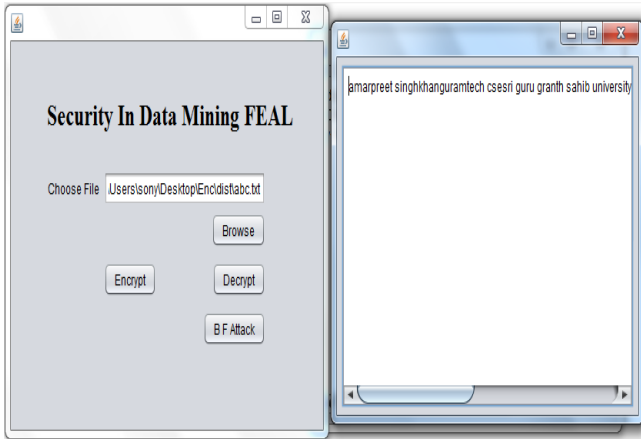 Security In Data Mining FEAL
Choose File .Users\sony\Desktop\Enc\dist\abc.txt
Browse
Encrypt Decrypt
B F Attack
amarpreet singhkhanguramtech csesri guru granth sahib university